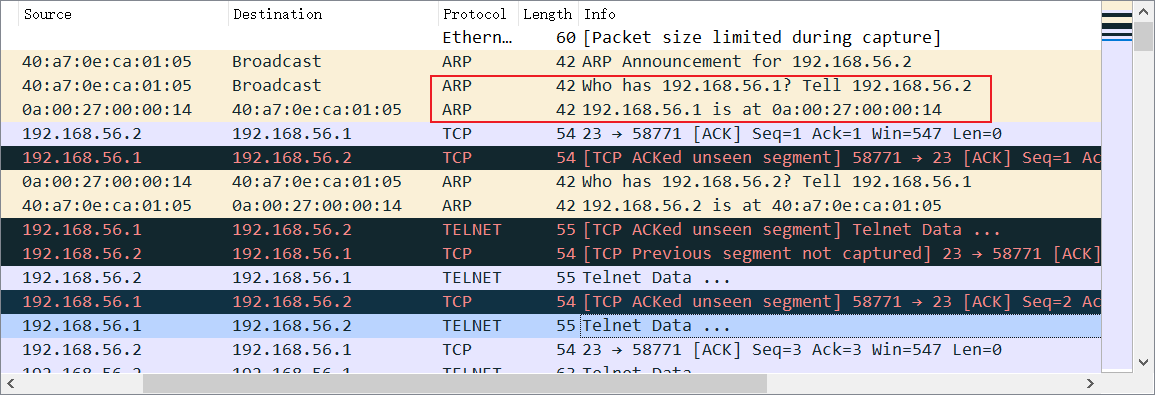 Source Destination Protocol Length Info
Ethern… 60 [Packet size limited during capture]
40:a7:0e:ca:01:05 Broadcast ARP 42 ARP Announcement for 192.168.56.2
40:a7:0e:ca:01:05 Broadcast ARP 42 Who has 192.168.56.1? Tell 192.168.56.2
0a:00:27:00:00:14 40:a7:0e:ca:01:05 ARP 42 192.168.56.1 is at 0a:00:27:00:00:14
192.168.56.2 192.168.56.1 TCP 54 23 → 58771 [ACK] Seq=1 Ack=1 Win=547 Len=0
192.168.56.1 192.168.56.2 TCP 54 [TCP ACKed unseen segment] 58771 → 23 [ACK] Seq=1 Ac
0a:00:27:00:00:14 40:a7:0e:ca:01:05 ARP 42 Who has 192.168.56.2? Tell 192.168.56.1
40:a7:0e:ca:01:05 0a:00:27:00:00:14 ARP 42 192.168.56.2 is at 40:a7:0e:ca:01:05
192.168.56.1 192.168.56.2 TELNET 55 [TCP ACKed unseen segment] Telnet Data ...
192.168.56.2 192.168.56.1 TCP 54 [TCP Previous segment not captured] 23 → 58771 [ACK]
192.168.56.2 192.168.56.1 TELNET 55 Telnet Data ...
192.168.56.1 192.168.56.2 TCP 54 [TCP ACKed unseen segment] 58771 → 23 [ACK] Seq=2 Ac
192.168.56.1 192.168.56.2 TELNET 55 Telnet Data ...
192.168.56.2 192.168.56.1 TCP 54 23 → 58771 [ACK] Seq=3 Ack=3 Win=547 Len=0